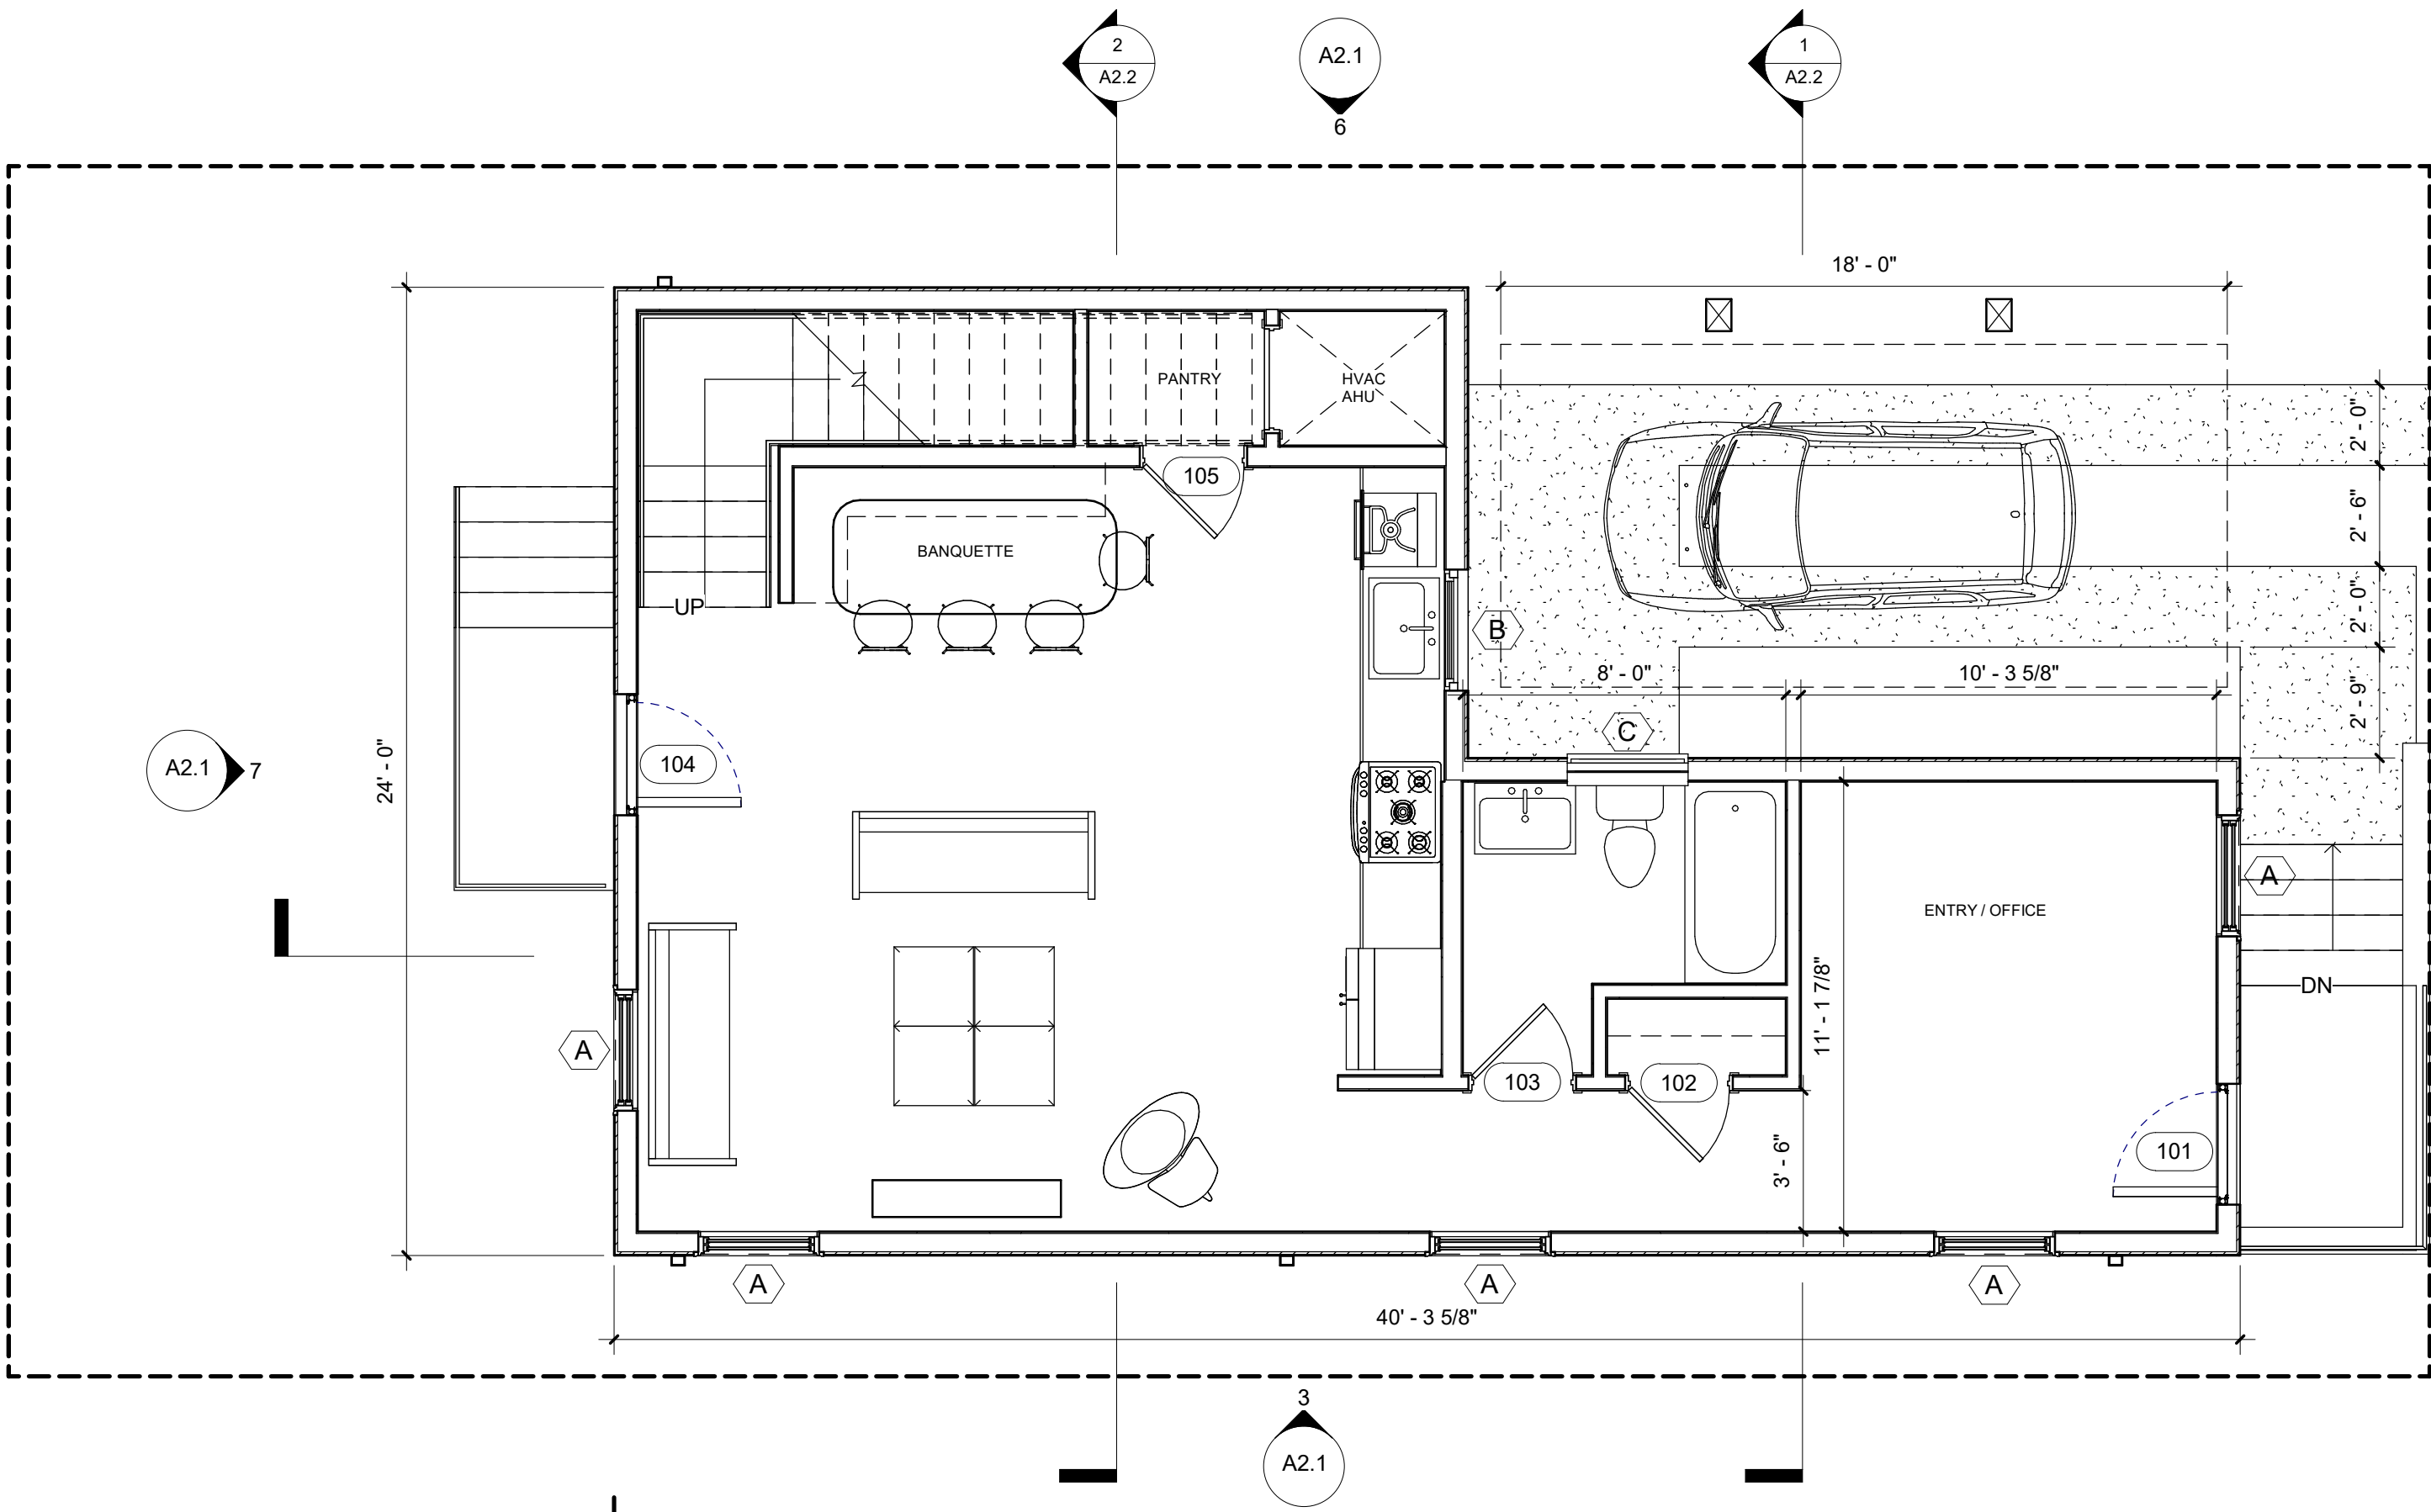 2
A2.2
A2.1
6
1
A2.2
18' - 0"
PANTRY
HVAC
AHU
2' - 0"
105
2' - 6"
BANQUETTE
UP
B
2' - 0"
8' - 0"
10' - 3 5/8"
2' - 9"
C
A2.1
7
24' - 0"
104
A
ENTRY / OFFICE
DN
11' - 1 7/8"
A
103
102
3' - 6"
101
A
A
A
40' - 3 5/8"
3
A2.1